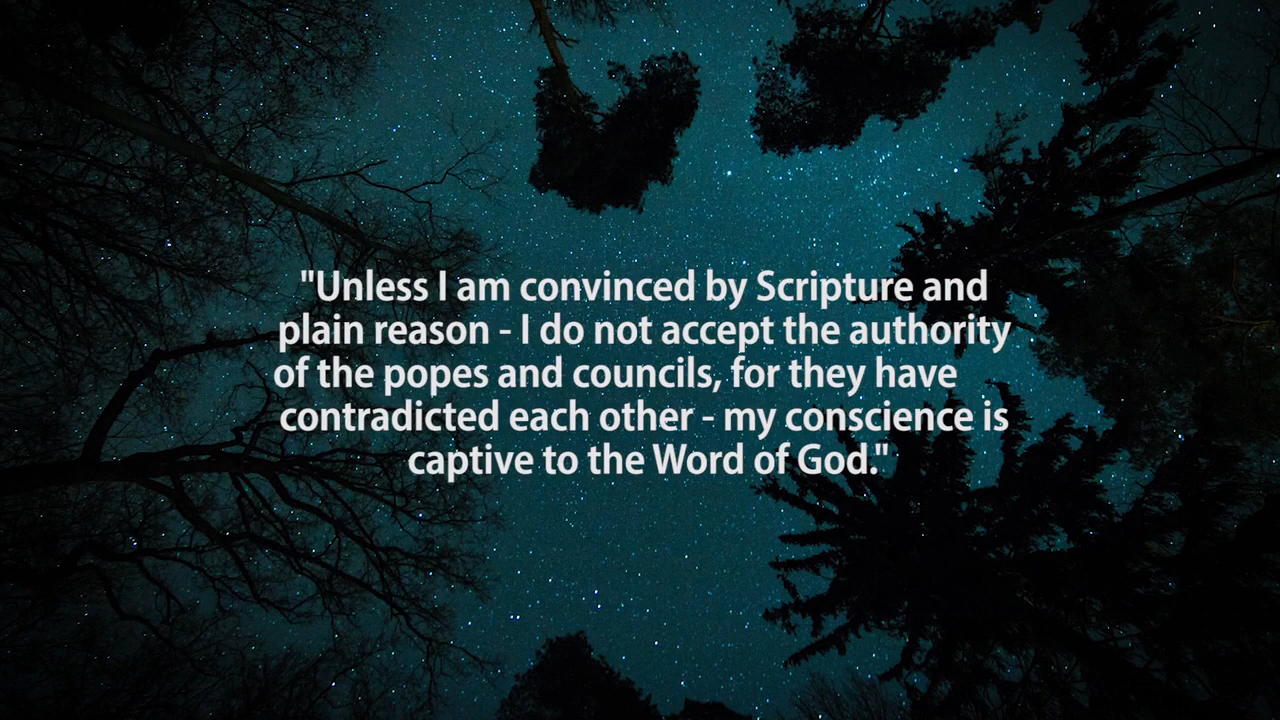 "Unless I am convinced by Scripture and
plain reason - I do not accept the authority
of the popes and councils, for they have
contradicted each other - my conscience is
captive to the Word of God."